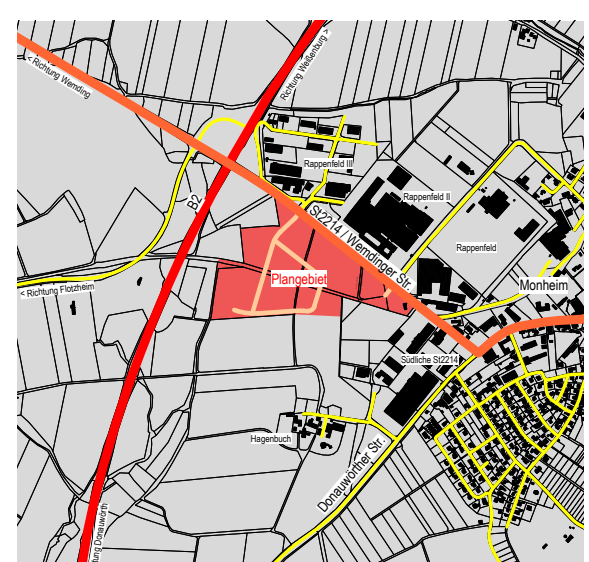 < Richtung Wemding
Richtung Weißenburg >
Rappenfeld III
B2
Rappenfeld II
St2214 / Wemdinger Str.
Rappenfeld
Plangebiet
Monheim
< Richtung Flotzheim
Südliche St2214
Hagenbuch
Donauwörther Str.
tung Donauwörth